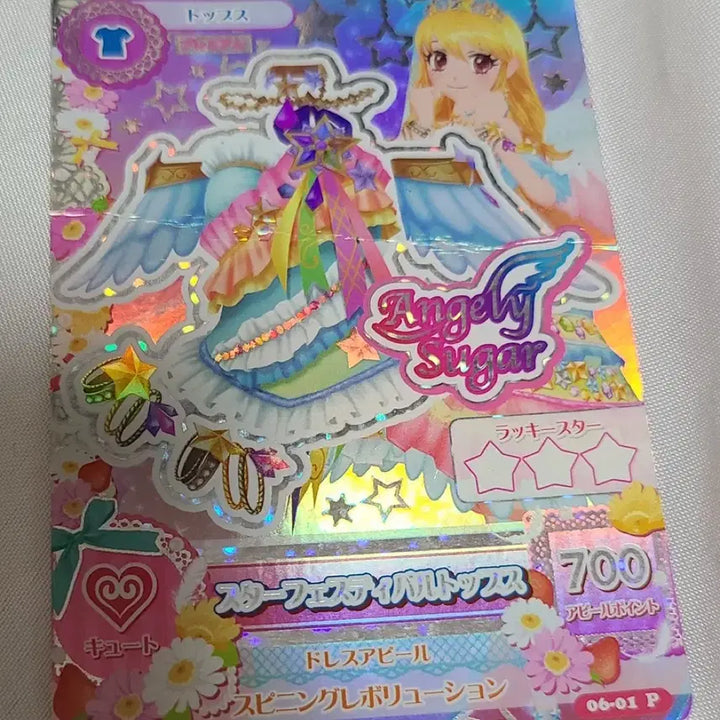 トップス
Angely
Sugar
ラッキースター
スターフェスティバルトップス
700
アピールポイント
キュート
ドレスアピール
スピニングレボリューション
06-01 P